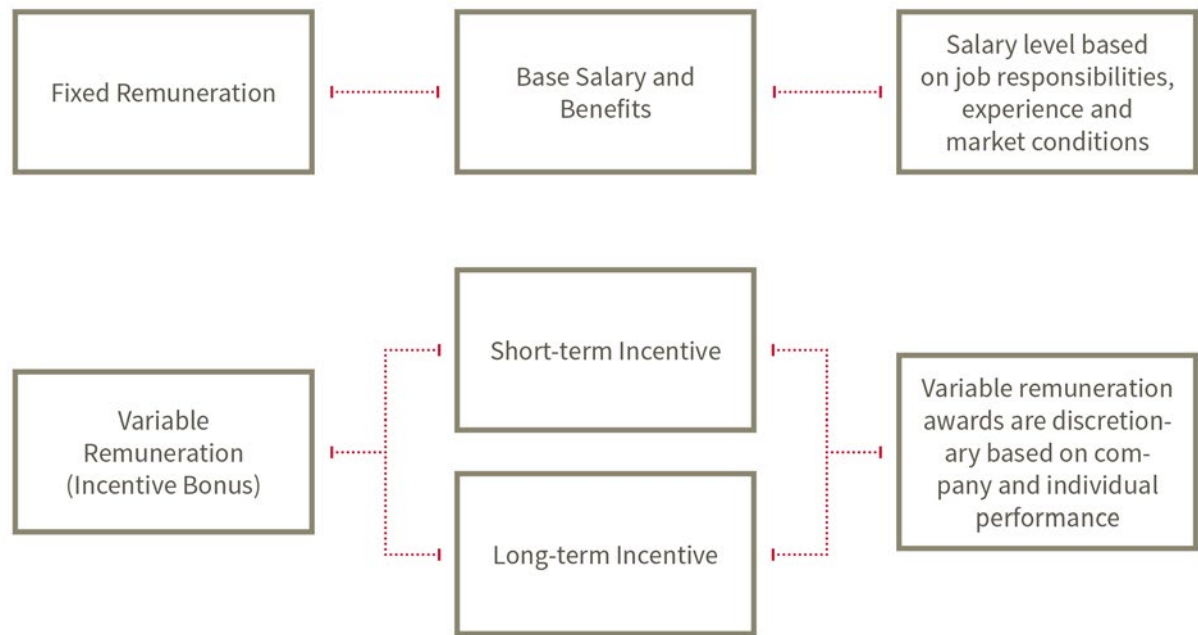 Fixed Remuneration
Base Salary and
Benefits
Salary level based
on job responsibilities,
experience and
market conditions
Variable
Remuneration
(Incentive Bonus)
Short-term Incentive
Long-term Incentive
Variable remuneration
awards are discretion-
ary based on com-
pany and individual
performance